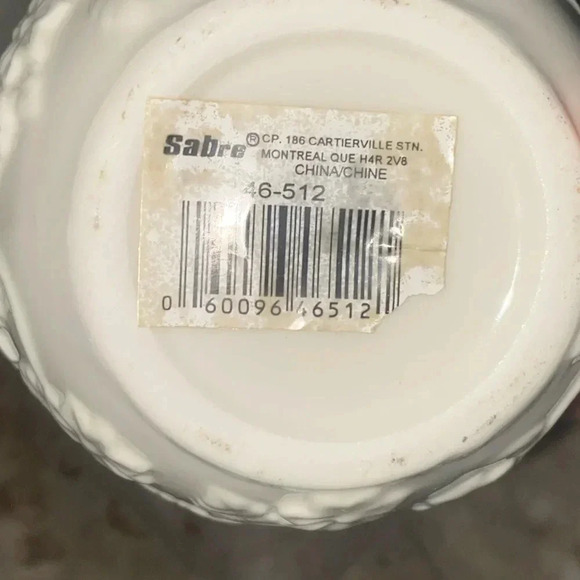 Sabre ® CP. 186 CARTIERVILLE STN.
MONTREAL QUE H4R 2V8
CHINA/CHINE
46-512
0 60096 46512